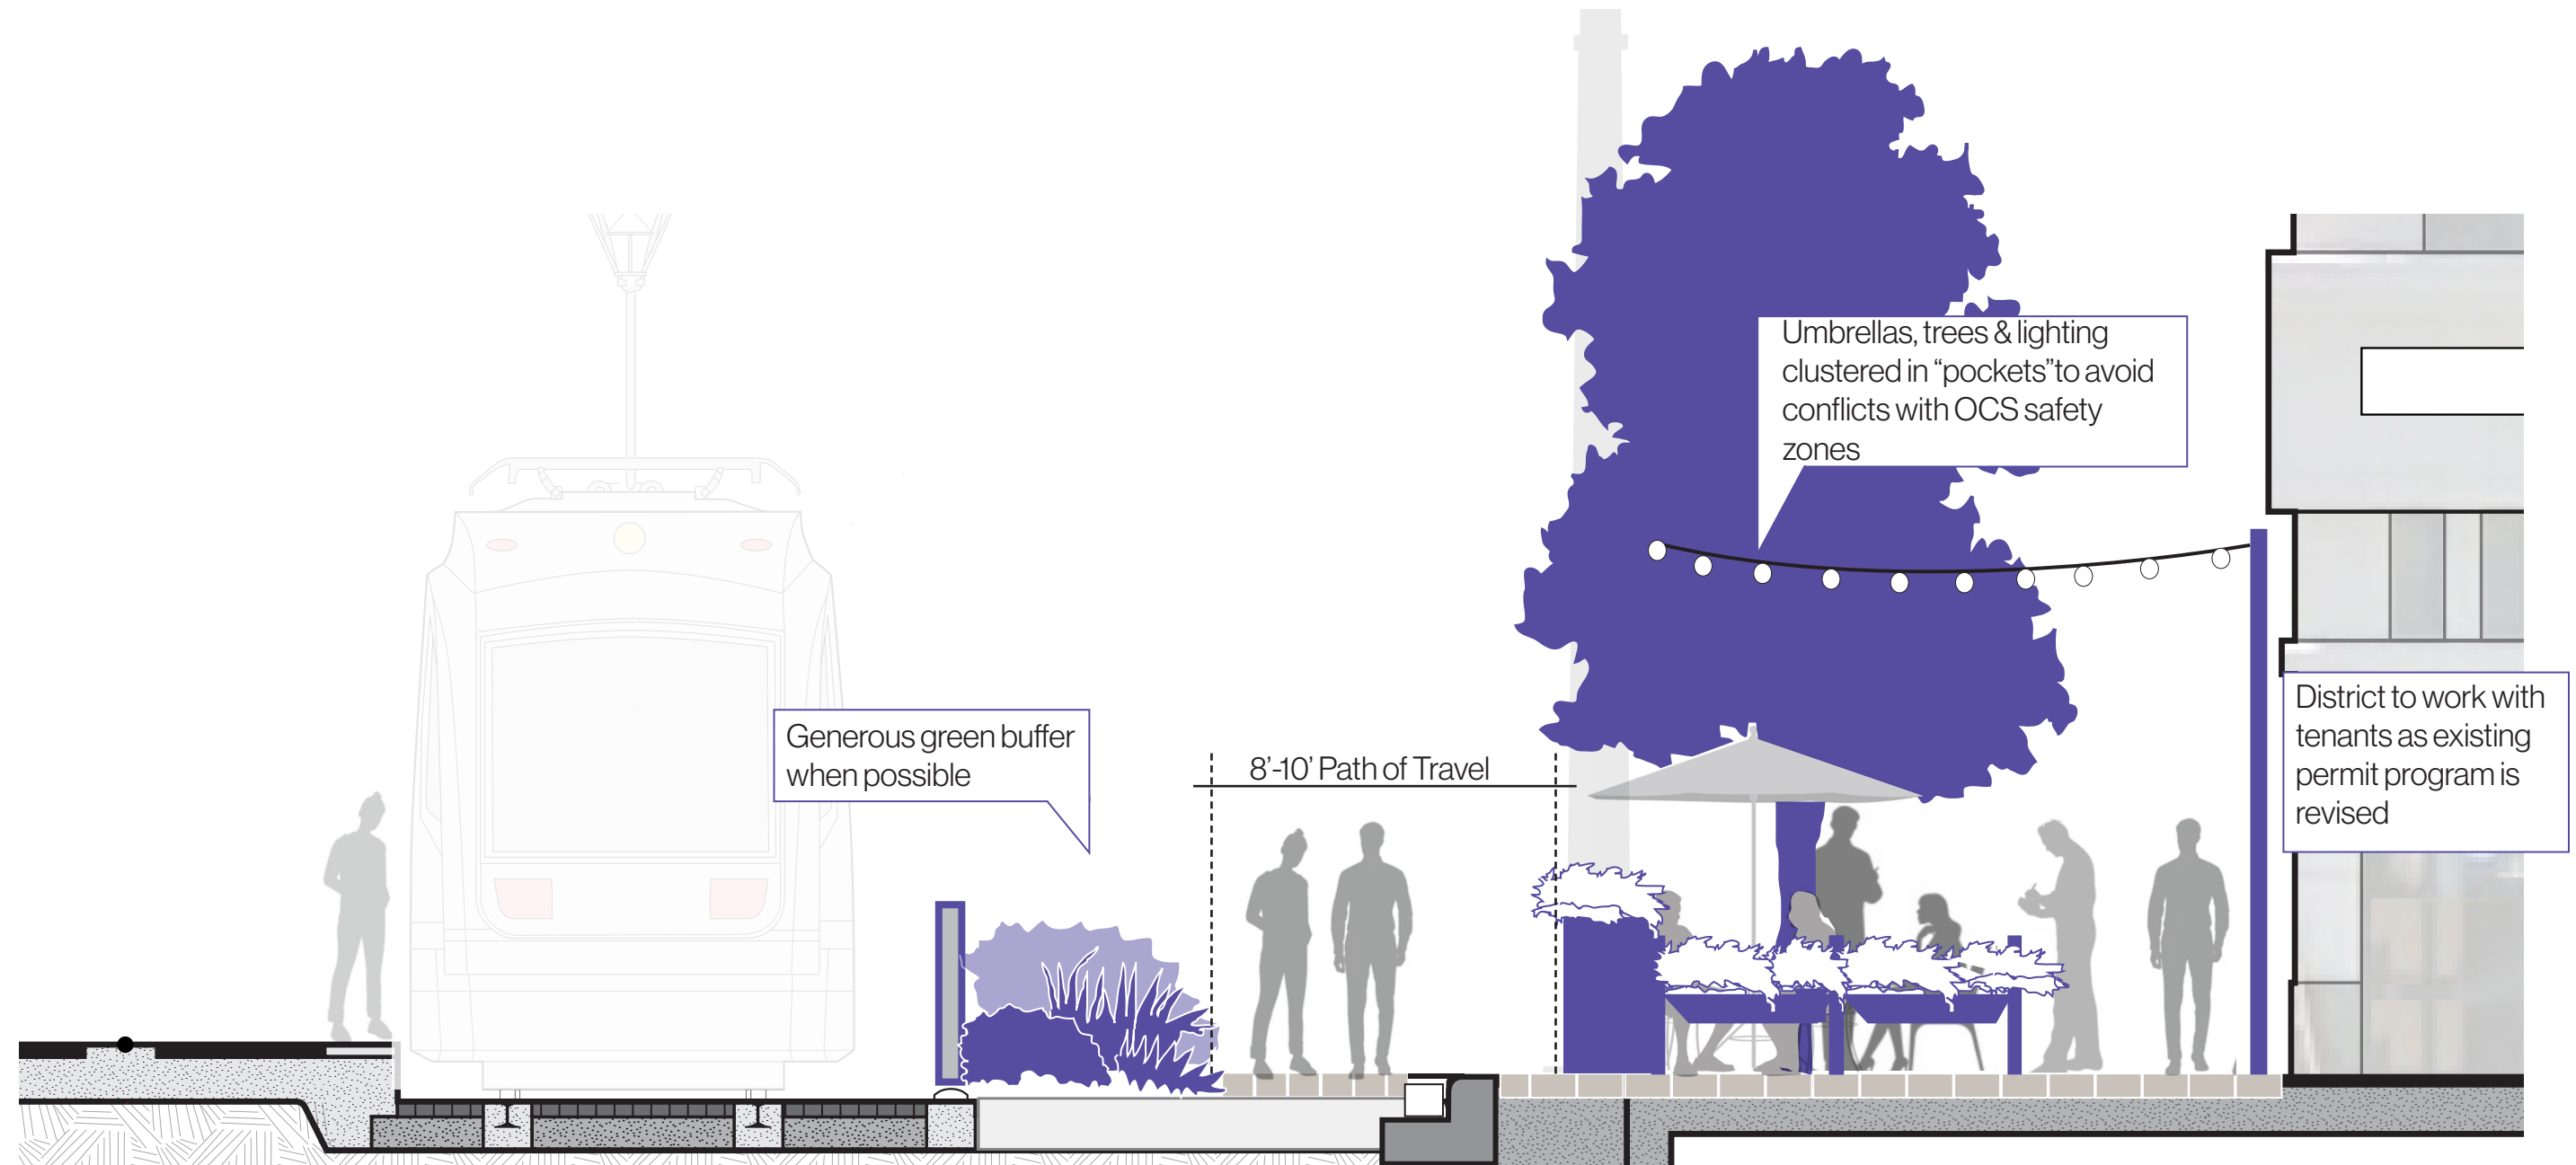 Umbrellas, trees & lighting
clustered in “pockets”to avoid
conflicts with OCS safety
zones
District to work with
tenants as existing
permit program is
revised
Generous green buffer
when possible
8’-10’ Path of Travel